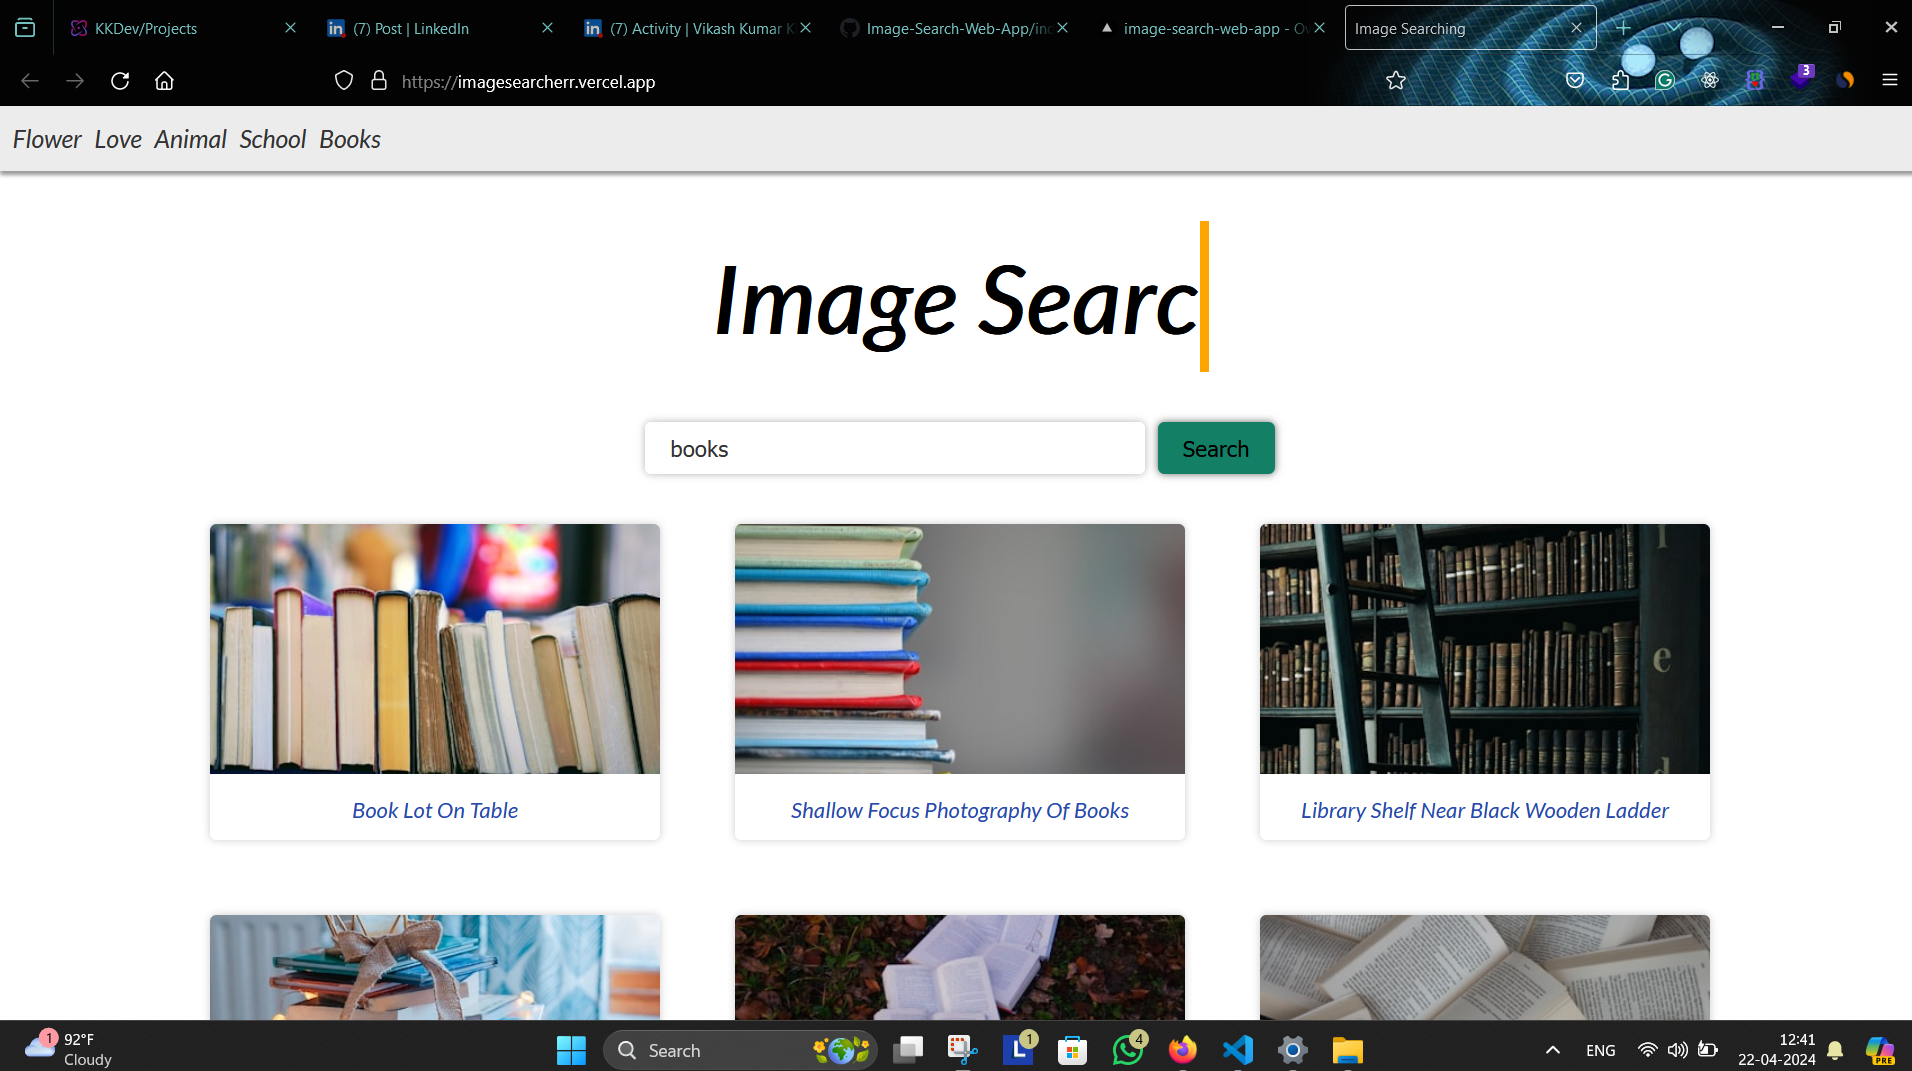 KKDev/Projects
(7) Post | LinkedIn
(7) Activity | Vikash Kumar K
Image-Search-Web-App/ind
image-search-web-app - Ov
Image Searching
https://imagesearcherr.vercel.app
3
Flower Love Animal School Books
Image Searc
books
Search
Book Lot On Table
Shallow Focus Photography Of Books
Library Shelf Near Black Wooden Ladder
1
92°F
Cloudy
Search
L
1
4
ENG
12:41
22-04-2024
PRE